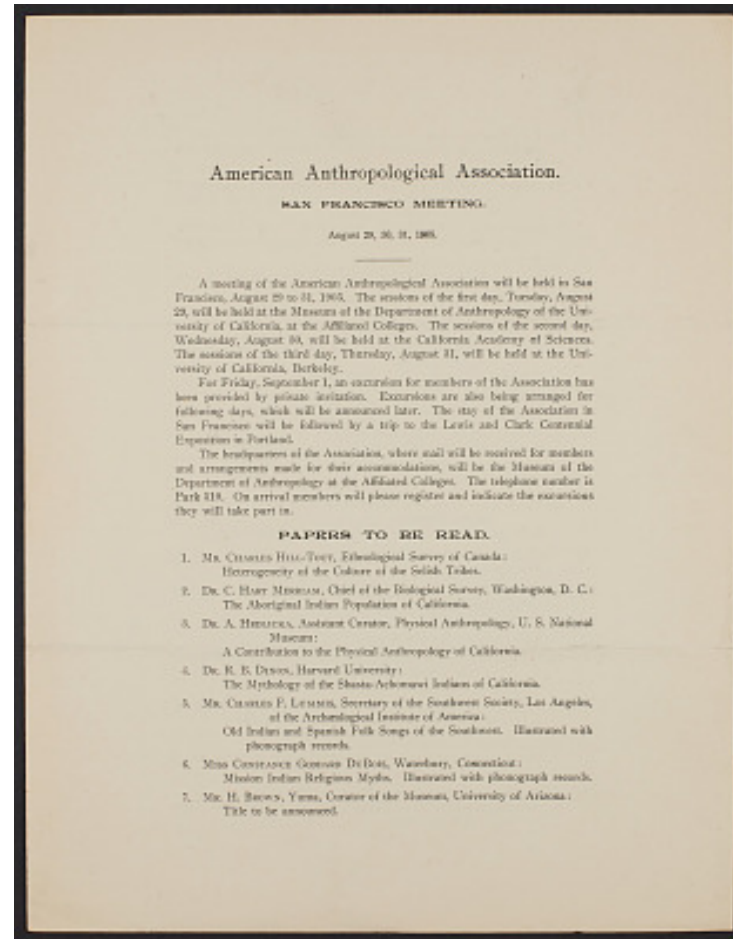 American Anthropological Association.
SAN FRANCISCO MEETING.
August 29, 30, 31, 1905.
A meeting of the American Anthropological Association will be held in San
Francisco, August 29 to 31, 1905. The sessions of the first day, Tuesday, August
29, will be held at the Museum of the Department of Anthropology of the Uni-
versity of California, at the Affiliated Colleges. The sessions of the second day,
Wednesday, August 30, will be held at the California Academy of Sciences.
The sessions of the third day, Thursday, August 31, will be held at the Uni-
versity of California, Berkeley.
For Friday, September 1, an excursion for members of the Association has
been provided by private invitation. Excursions are also being arranged for
following days, which will be announced later. The stay of the Association in
San Francisco will be followed by a trip to the Lewis and Clark Centennial
Exposition in Portland.
The headquarters of the Association, where mail will be received for members
and arrangements made for their accommodations, will be the Museum of the
Department of Anthropology at the Affiliated Colleges. The telephone number is
Park. On arrival members will please register and indicate the excursions
they will take part in.
PAPERS TO BE READ.
1. MR. CHARLES HILL-TOUT, Ethnological Survey of Canada:
Heterogeneity of the Culture of the Selish Tribes.
2. DR. C. HART MERRIAM, Chief of the Biological Survey, Washington, D. C.:
The Aboriginal Indian Population of California.
3. DR. A. HRDLICKA, Assistant Curator, Physical Anthropology, U. S. National
Museum:
A Contribution to the Physical Anthropology of California.
4. DR. R. B. DIXON, Harvard University:
The Mythology of the Shasta-Achomawi Indians of California.
5. MR. CHARLES F. LUMMIS, Secretary of the Southwest Society, Los Angeles,
of the Archæological Institute of America:
Old Indian and Spanish Folk Songs of the Southwest. Illustrated with
phonograph records.
6. MISS CONSTANCE GODDARD DUBOIS, Waterbury, Connecticut:
Mission Indian Religious Myths. Illustrated with phonograph records.
7. MR. H. BROWN, Yuma, Curator of the Museum, University of Arizona:
Title to be announced.